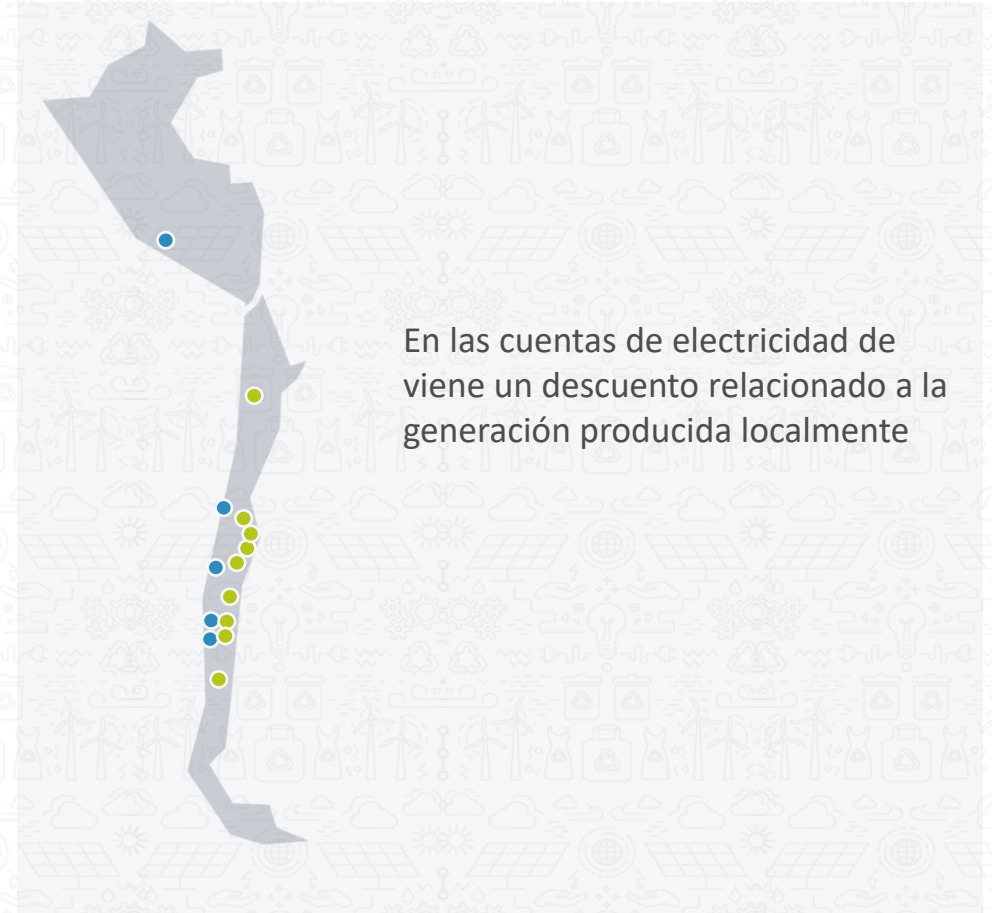 En las cuentas de electricidad de
viene un descuento relacionado a la
generación producida localmente